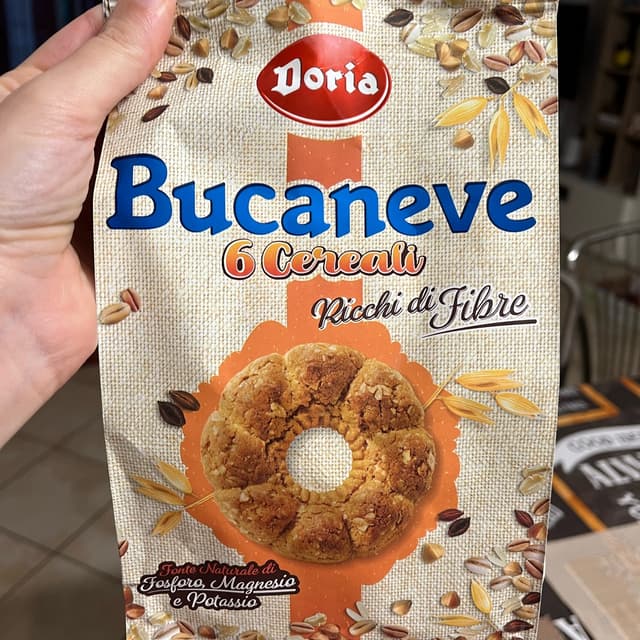 Doria
Bucaneve
6 Cereali
Ricchi di Fibre
Fonte Naturale di
Fosforo, Magnesio
e Potassio